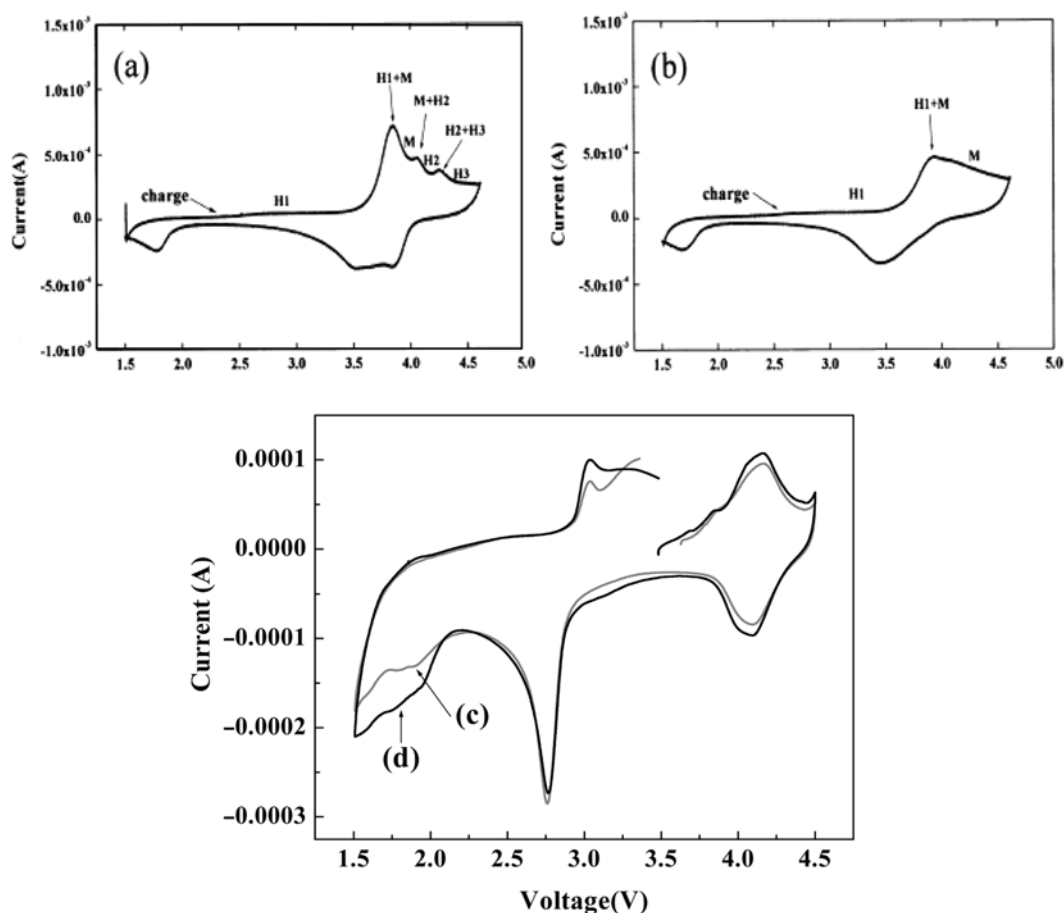 (a)
Current(A)
1.5x10⁻³
1.0x10⁻³
5.0x10⁻⁴
0.0
-5.0x10⁻⁴
-1.0x10⁻³
H1+M
M+H2
H2+H3
M
H2
H3
H1
charge
1.5 2.0 2.5 3.0 3.5 4.0 4.5 5.0
(b)
Current (A)
1.5x10⁻³
1.0x10⁻³
5.0x10⁻⁴
0.0
-5.0x10⁻⁴
-1.0x10⁻³
H1+M
M
H1
charge
1.5 2.0 2.5 3.0 3.5 4.0 4.5 5.0
Current (A)
0.0001
0.0000
-0.0001
-0.0002
-0.0003
(c)
(d)
1.5 2.0 2.5 3.0 3.5 4.0 4.5
Voltage(V)